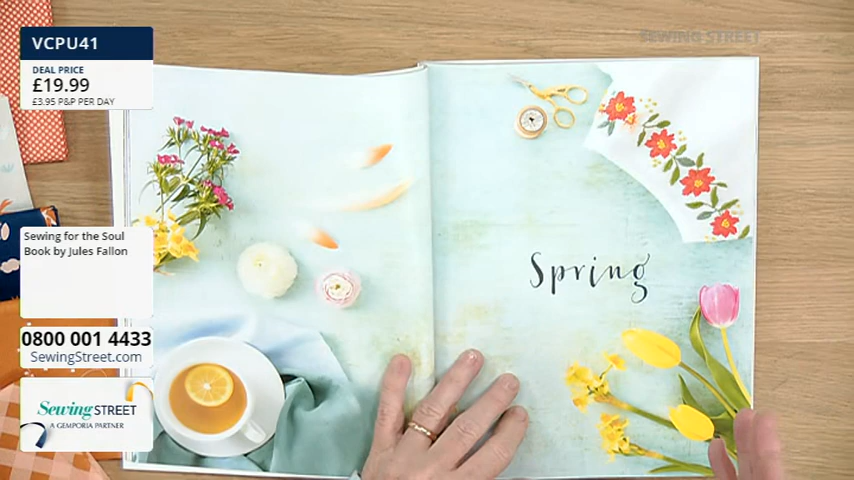 VCPU41
DEAL PRICE
£19.99
£3.95 P&P PER DAY
SEWING STREET
Spring
Sewing for the Soul
Book by Jules Fallon
0800 001 4433
SewingStreet.com
Sewing STREET
A GEMPORIA PARTNER